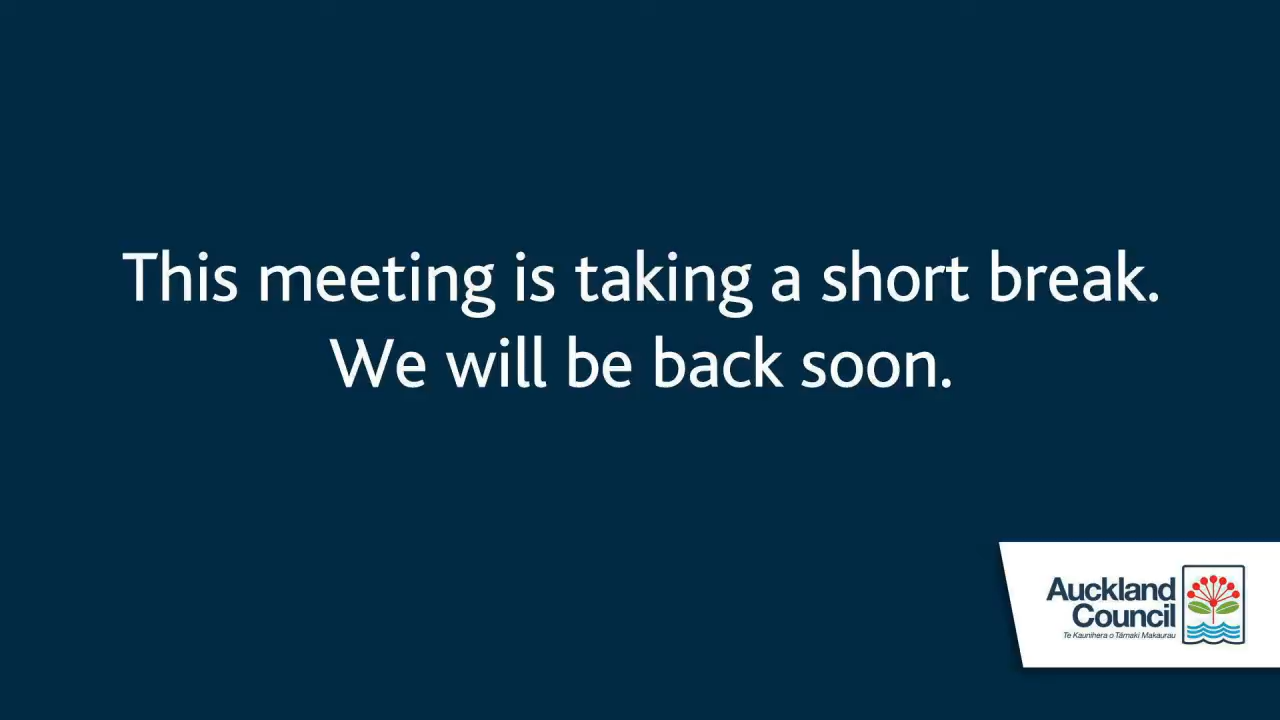 This meeting is taking a short break.
We will be back soon.
Auckland
Council
Te Kaunihera o Tāmaki Makaurau